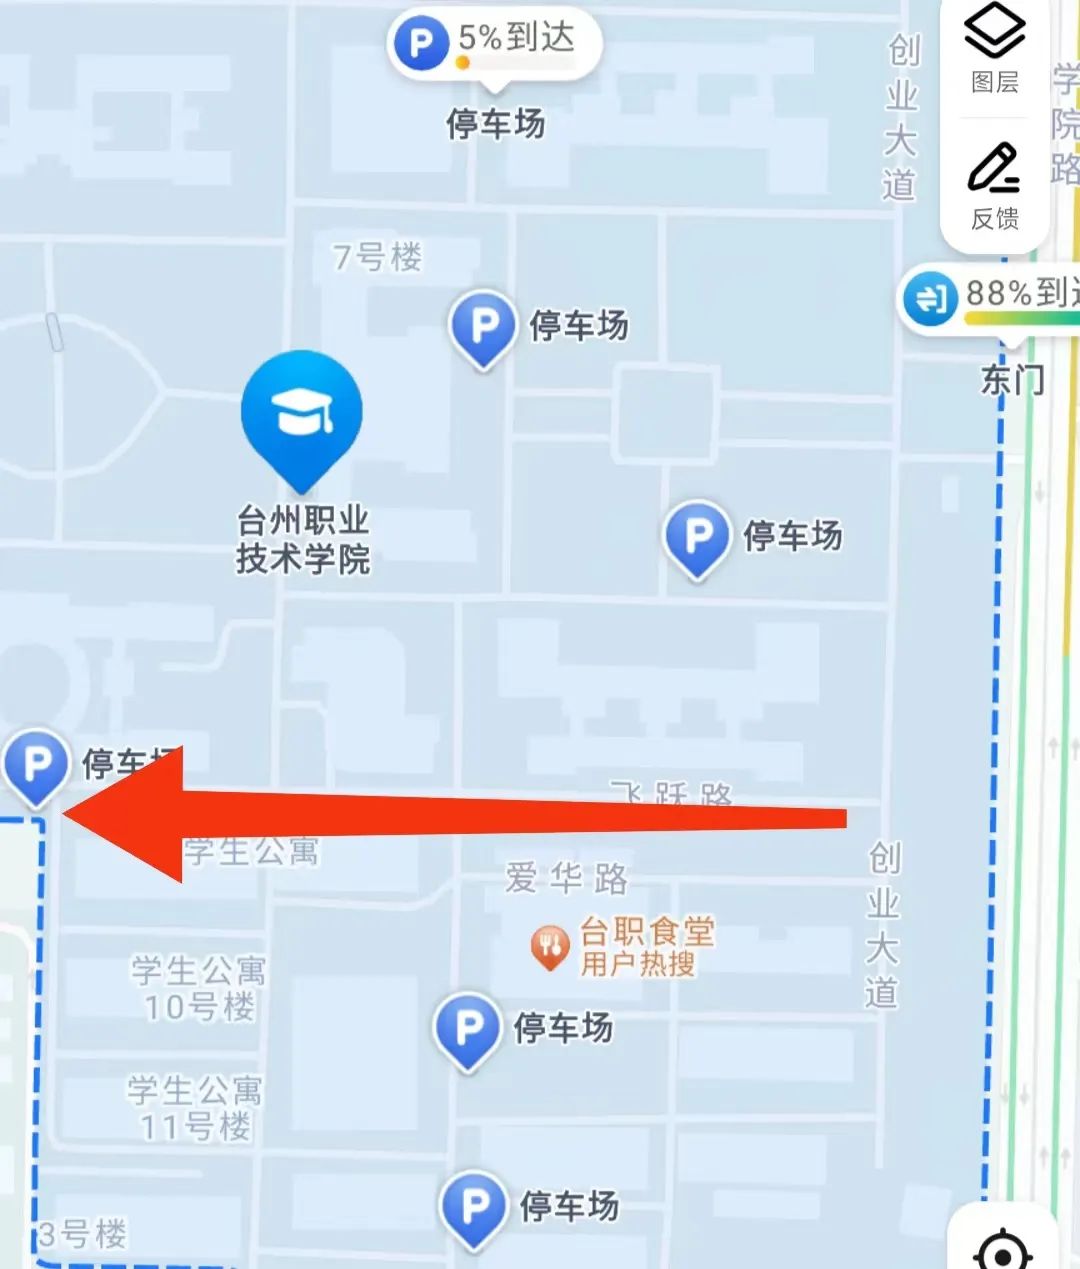 P 5%到达
停车场
创业大道
图层
学院路
反馈
7号楼
P 停车场
88%到达
东门
台州职业
技术学院
P 停车场
P 停车场
飞跃路
学生公寓
爱华路
创业大道
台职食堂
用户热搜
学生公寓
10号楼
P 停车场
学生公寓
11号楼
P 停车场
3号楼